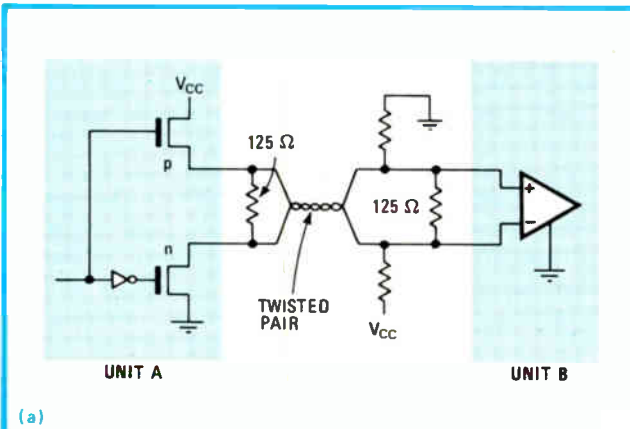 VCC
125 Ω
p
125 Ω
+
−
n
TWISTED
PAIR
VCC
UNIT A
UNIT B
(a)